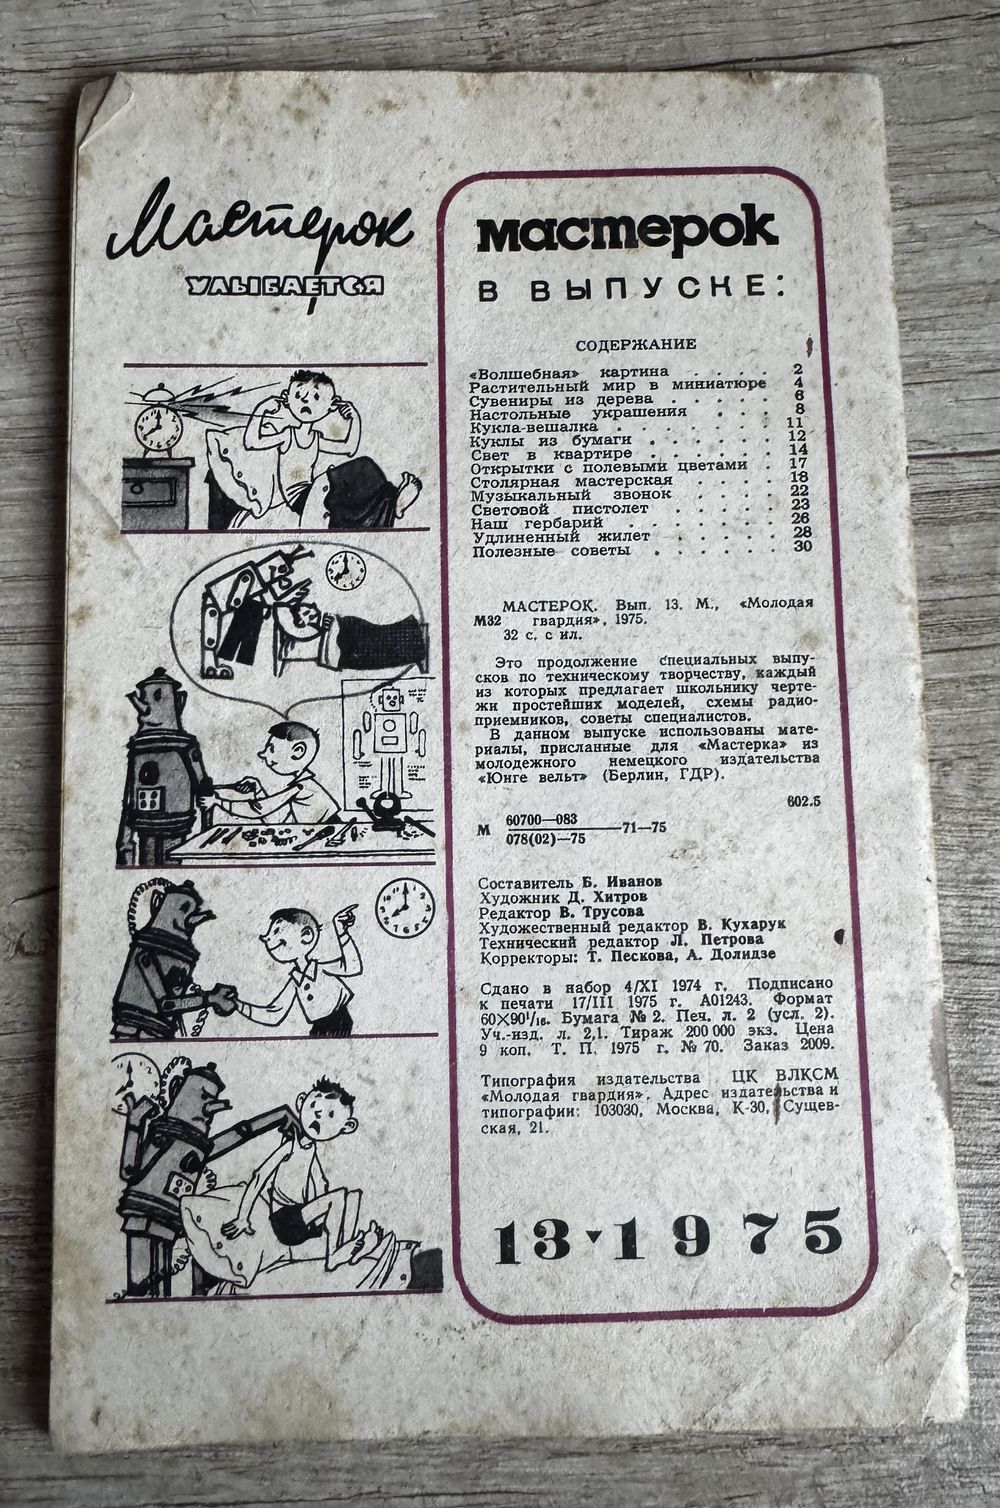 Мастерок
УЛЫБАЕТСЯ
мастерок
В ВЫПУСКЕ:
СОДЕРЖАНИЕ
«Волшебная» картина . . . . 2
Растительный мир в миниатюре 4
Сувениры из дерева . . . . . 6
Настольные украшения . . . 8
Кукла-вешалка . . . . . . . 11
Куклы из бумаги . . . . . . 12
Свет в квартире . . . . . . 14
Открытки с полевыми цветами . 17
Столярная мастерская . . . . 18
Музыкальный звонок . . . . 22
Световой пистолет . . . . . 23
Наш гербарий . . . . . . . 26
Удлиненный жилет . . . . . 28
Полезные советы . . . . . . 30
МАСТЕРОК. Вып. 13. М., «Молодая
М32 гвардия», 1975.
32 с. с ил.
Это продолжение специальных выпу-
сков по техническому творчеству, каждый
из которых предлагает школьнику черте-
жи простейших моделей, схемы радио-
приемников, советы специалистов.
В данном выпуске использованы мате-
риалы, присланные для «Мастерка» из
молодежного немецкого издательства
«Юнге вельт» (Берлин, ГДР).
602.5
М 60700—083
078(02)—75 —71—75
Составитель Б. Иванов
Художник Д. Хитров
Редактор В. Трусова
Художественный редактор В. Кухарук
Технический редактор Л. Петрова
Корректоры: Т. Пескова, А. Долидзе
Сдано в набор 4/XI 1974 г. Подписано
к печати 17/III 1975 г. А01243. Формат
60×90¹/₁₆. Бумага № 2. Печ. л. 2 (усл. 2).
Уч.-изд. л. 2,1. Тираж 200 000 экз. Цена
9 коп. Т. П. 1975 г. № 70. Заказ 2009.
Типография издательства ЦК ВЛКСМ
«Молодая гвардия». Адрес издательства и
типографии: 103030, Москва, К-30, Сущев-
ская, 21.
13 ▾ 1975